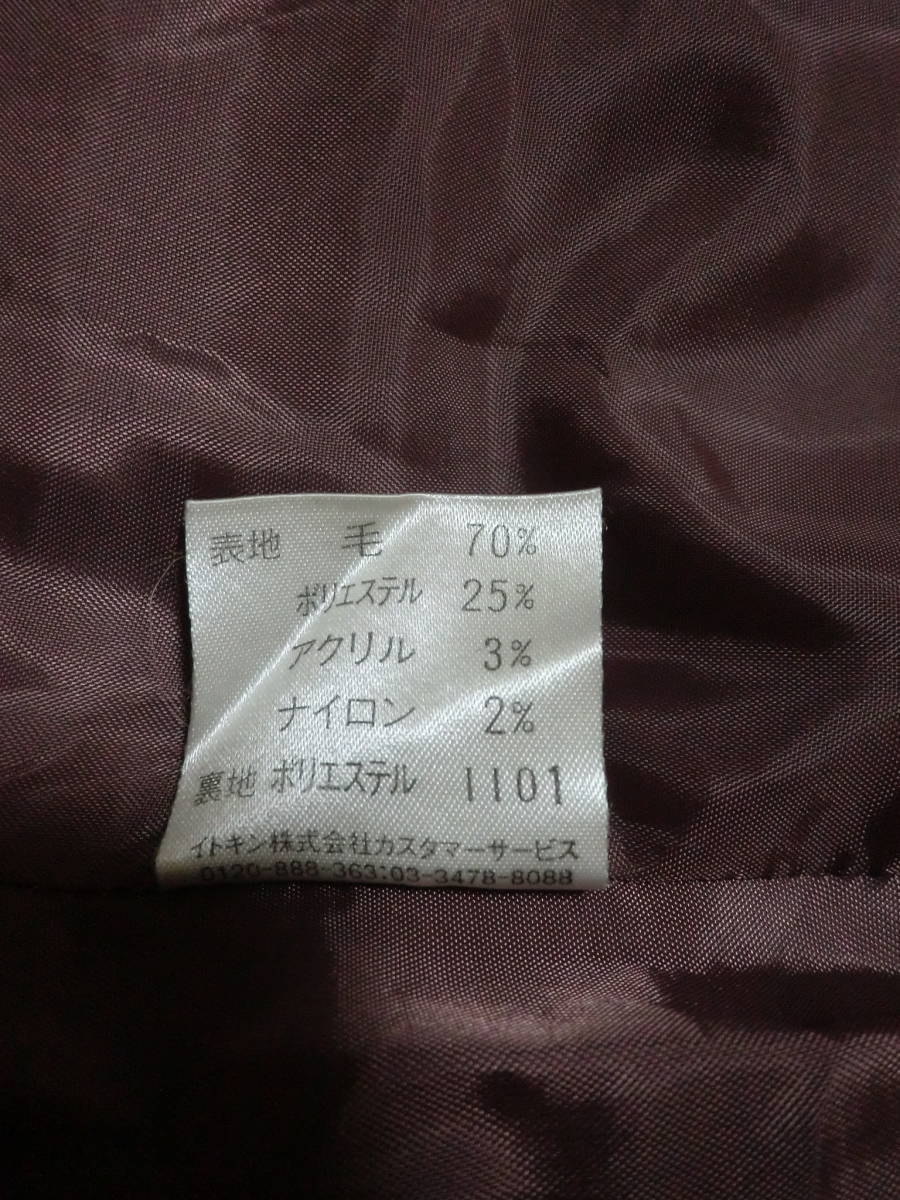 表地 毛 70%
ポリエステル 25%
アクリル 3%
ナイロン 2%
裏地 ポリエステル 1101
イトキン株式会社カスタマーサービス
0120-888-363:03-3478-8088